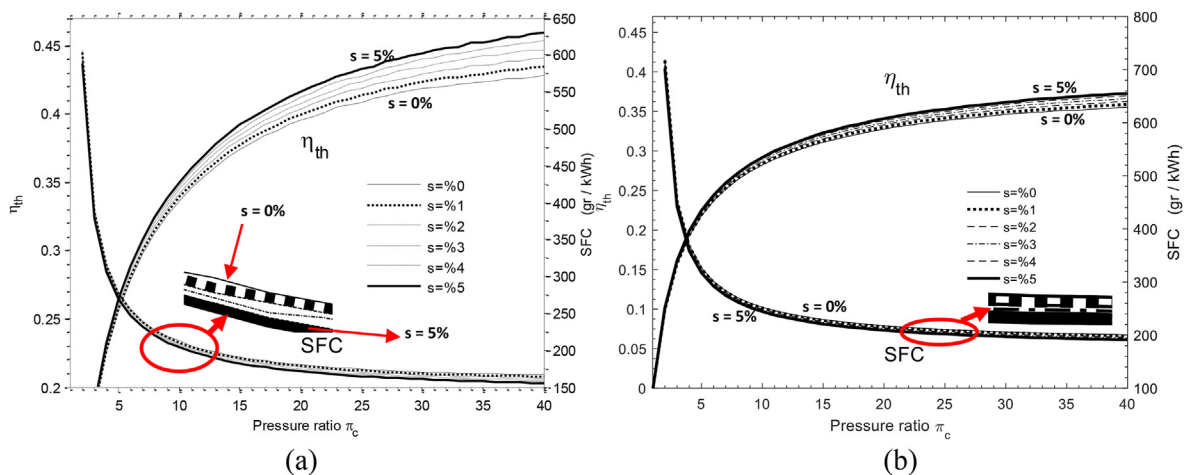 0.45
0.4
0.35
η_th
0.3
0.25
0.2
650
600
550
500
450
400
350
300
250
200
150
SFC (gr / kWh)
s = 5%
s = 0%
η_th
s=%0
s=%1
s=%2
s=%3
s=%4
s=%5
s = 0%
s = 5%
SFC
5 10 15 20 25 30 35 40
Pressure ratio π_c
(a)
0.45
0.4
0.35
0.3
0.25
0.2
η_th
0.15
0.1
0.05
0
800
700
600
500
400
300
200
100
SFC (gr / kWh)
η_th
s = 5%
s = 0%
s=%0
s=%1
s=%2
s=%3
s=%4
s=%5
s = 0%
s = 5%
SFC
5 10 15 20 25 30 35 40
Pressure ratio π_c
(b)